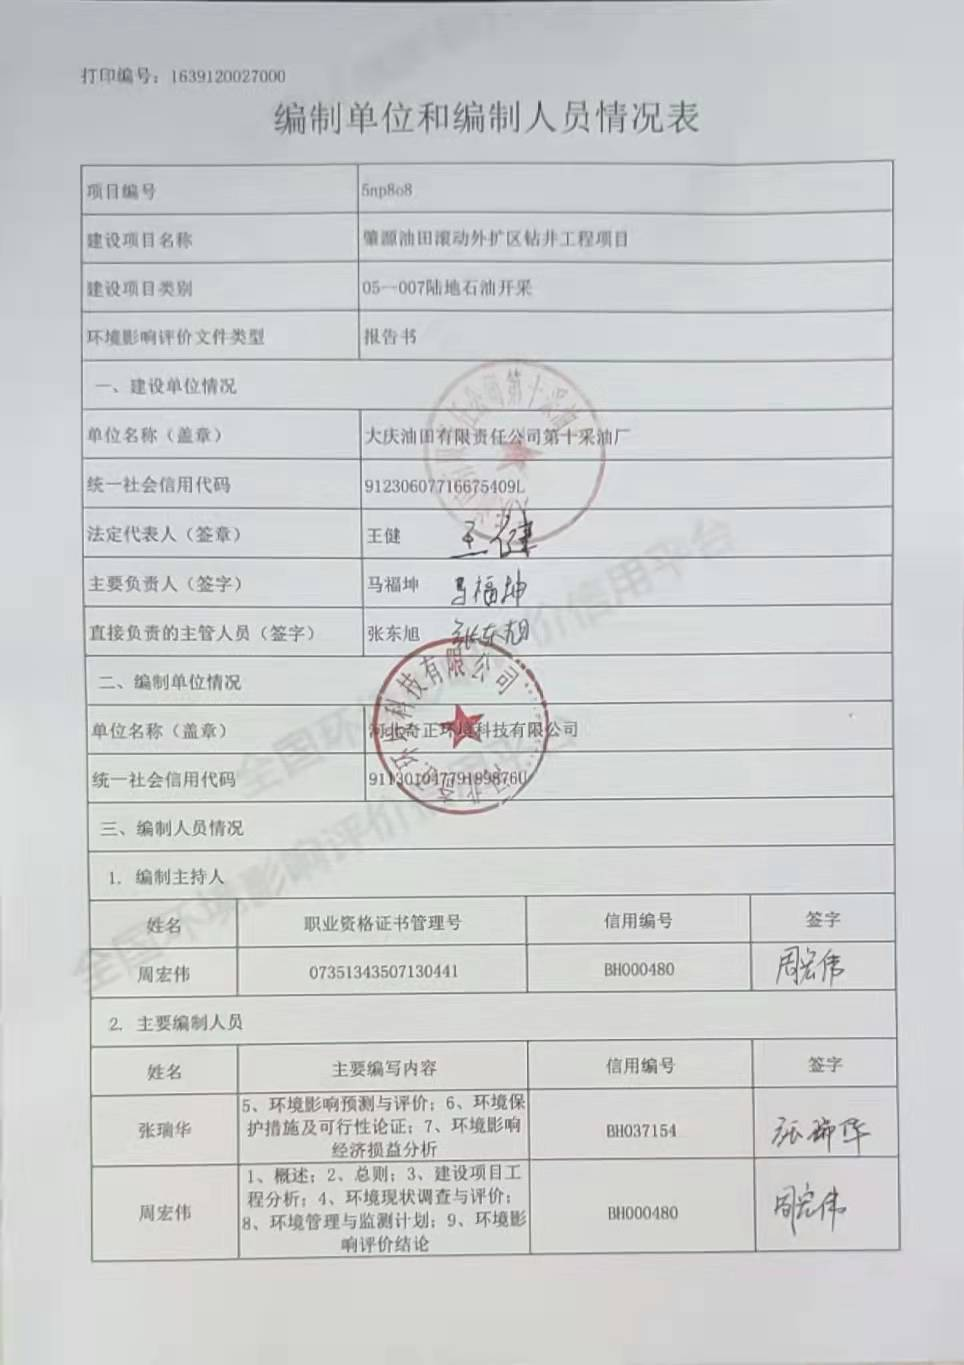 打印编号：1639120027000
编制单位和编制人员情况表
项目编号 5np8o8
建设项目名称 肇源油田滚动外扩区钻井工程项目
建设项目类别 05—007陆地石油开采
环境影响评价文件类型 报告书
一、建设单位情况
单位名称（盖章） 大庆油田有限责任公司第十采油厂
统一社会信用代码 91230607716675409L
法定代表人（签章） 王健 王健
主要负责人（签字） 马福坤 马福坤
直接负责的主管人员（签字） 张东旭 张东旭
二、编制单位情况
单位名称（盖章） 河北奇正环境科技有限公司
统一社会信用代码 91130104779189876U
三、编制人员情况
1. 编制主持人
姓名 职业资格证书管理号 信用编号 签字
周宏伟 07351343507130441 BH000480 周宏伟
2. 主要编制人员
姓名 主要编写内容 信用编号 签字
张瑞华 BH037154 张瑞华
5、环境影响预测与评价；6、环境保
护措施及可行性论证；7、环境影响
经济损益分析
周宏伟 BH000480 周宏伟
1、概述；2、总则；3、建设项目工
程分析；4、环境现状调查与评价；
8、环境管理与监测计划；9、环境影
响评价结论
全国环境影响评价信用平台